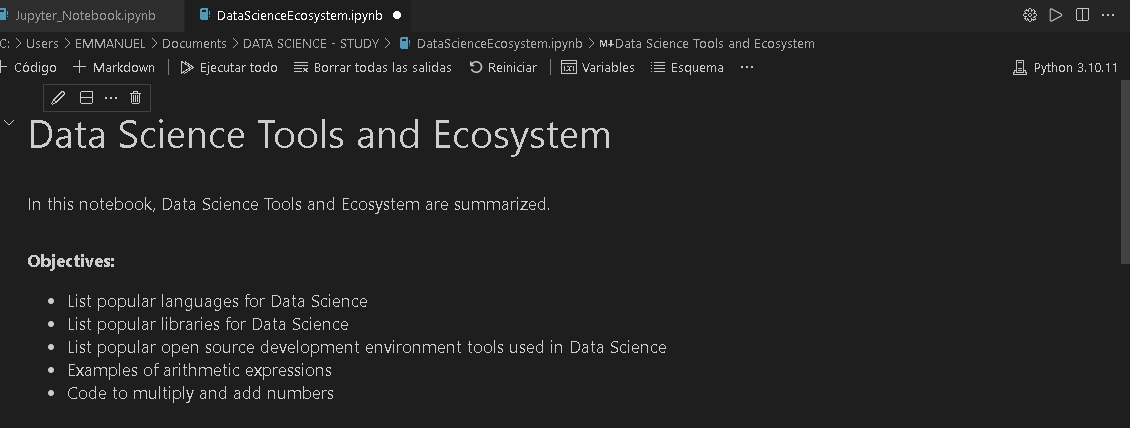 Jupyter_Notebook.ipynb DataScienceEcosystem.ipynb
C: > Users > EMMANUEL > Documents > DATA SCIENCE - STUDY > DataScienceEcosystem.ipynb > M↓Data Science Tools and Ecosystem
+ Código + Markdown | Ejecutar todo Borrar todas las salidas Reiniciar | Variables Esquema ... Python 3.10.11
Data Science Tools and Ecosystem
In this notebook, Data Science Tools and Ecosystem are summarized.
Objectives:
• List popular languages for Data Science
• List popular libraries for Data Science
• List popular open source development environment tools used in Data Science
• Examples of arithmetic expressions
• Code to multiply and add numbers